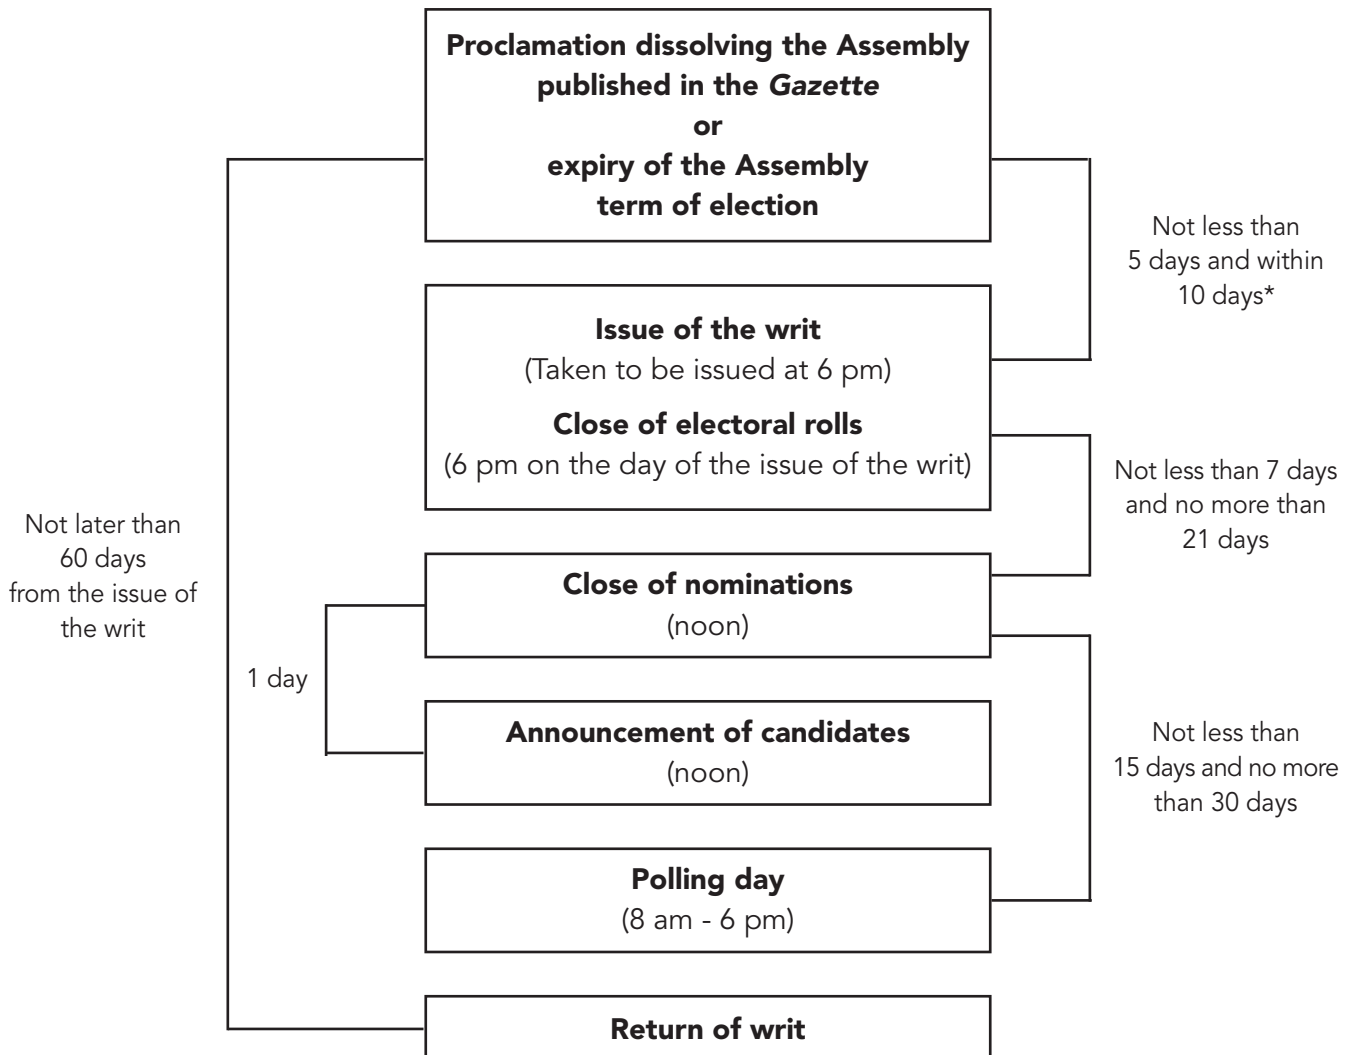 Proclamation dissolving the Assembly
published in the Gazette
or
expiry of the Assembly
term of election
Not less than
5 days and within
10 days*
Issue of the writ
(Taken to be issued at 6 pm)
Close of electoral rolls
(6 pm on the day of the issue of the writ)
Not less than 7 days
and no more than
21 days
Not later than
60 days
from the issue of
the writ
Close of nominations
(noon)
1 day
Announcement of candidates
(noon)
Not less than
15 days and no more
than 30 days
Polling day
(8 am - 6 pm)
Return of writ